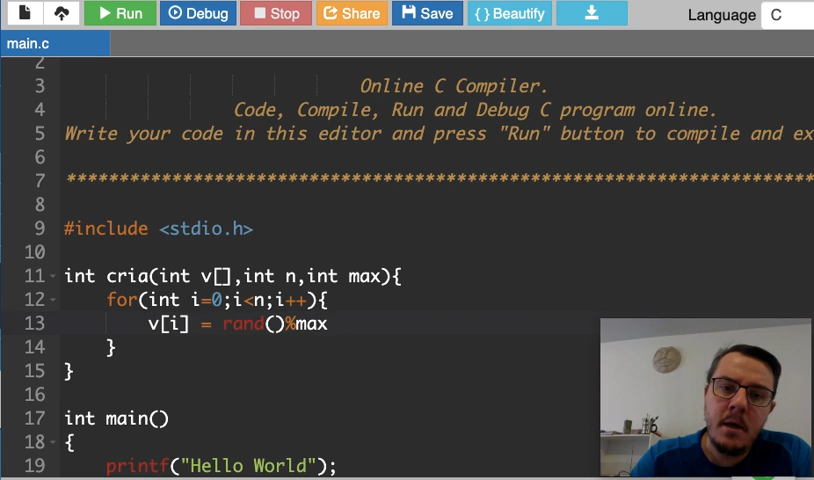 Run Debug Stop Share Save { } Beautify Language C
main.c
2
3 Online C Compiler.
4 Code, Compile, Run and Debug C program online.
5 Write your code in this editor and press "Run" button to compile and ex
6
7 *******************************************************************************
8
9 #include <stdio.h>
10
11 int cria(int v[],int n,int max){
12 for(int i=0;i<n;i++){
13 v[i] = rand()%max
14 }
15 }
16
17 int main()
18 {
19 printf("Hello World");